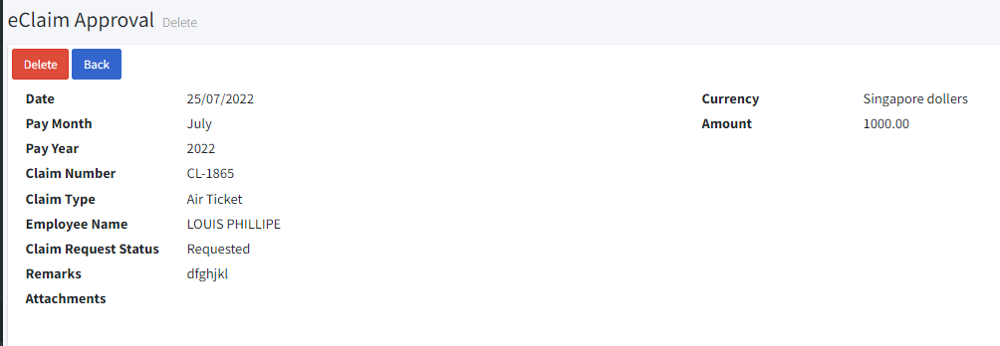 eClaim Approval Delete
Delete Back
Date 25/07/2022 Currency Singapore dollers
Pay Month July Amount 1000.00
Pay Year 2022
Claim Number CL-1865
Claim Type Air Ticket
Employee Name LOUIS PHILLIPE
Claim Request Status Requested
Remarks dfghjkl
Attachments